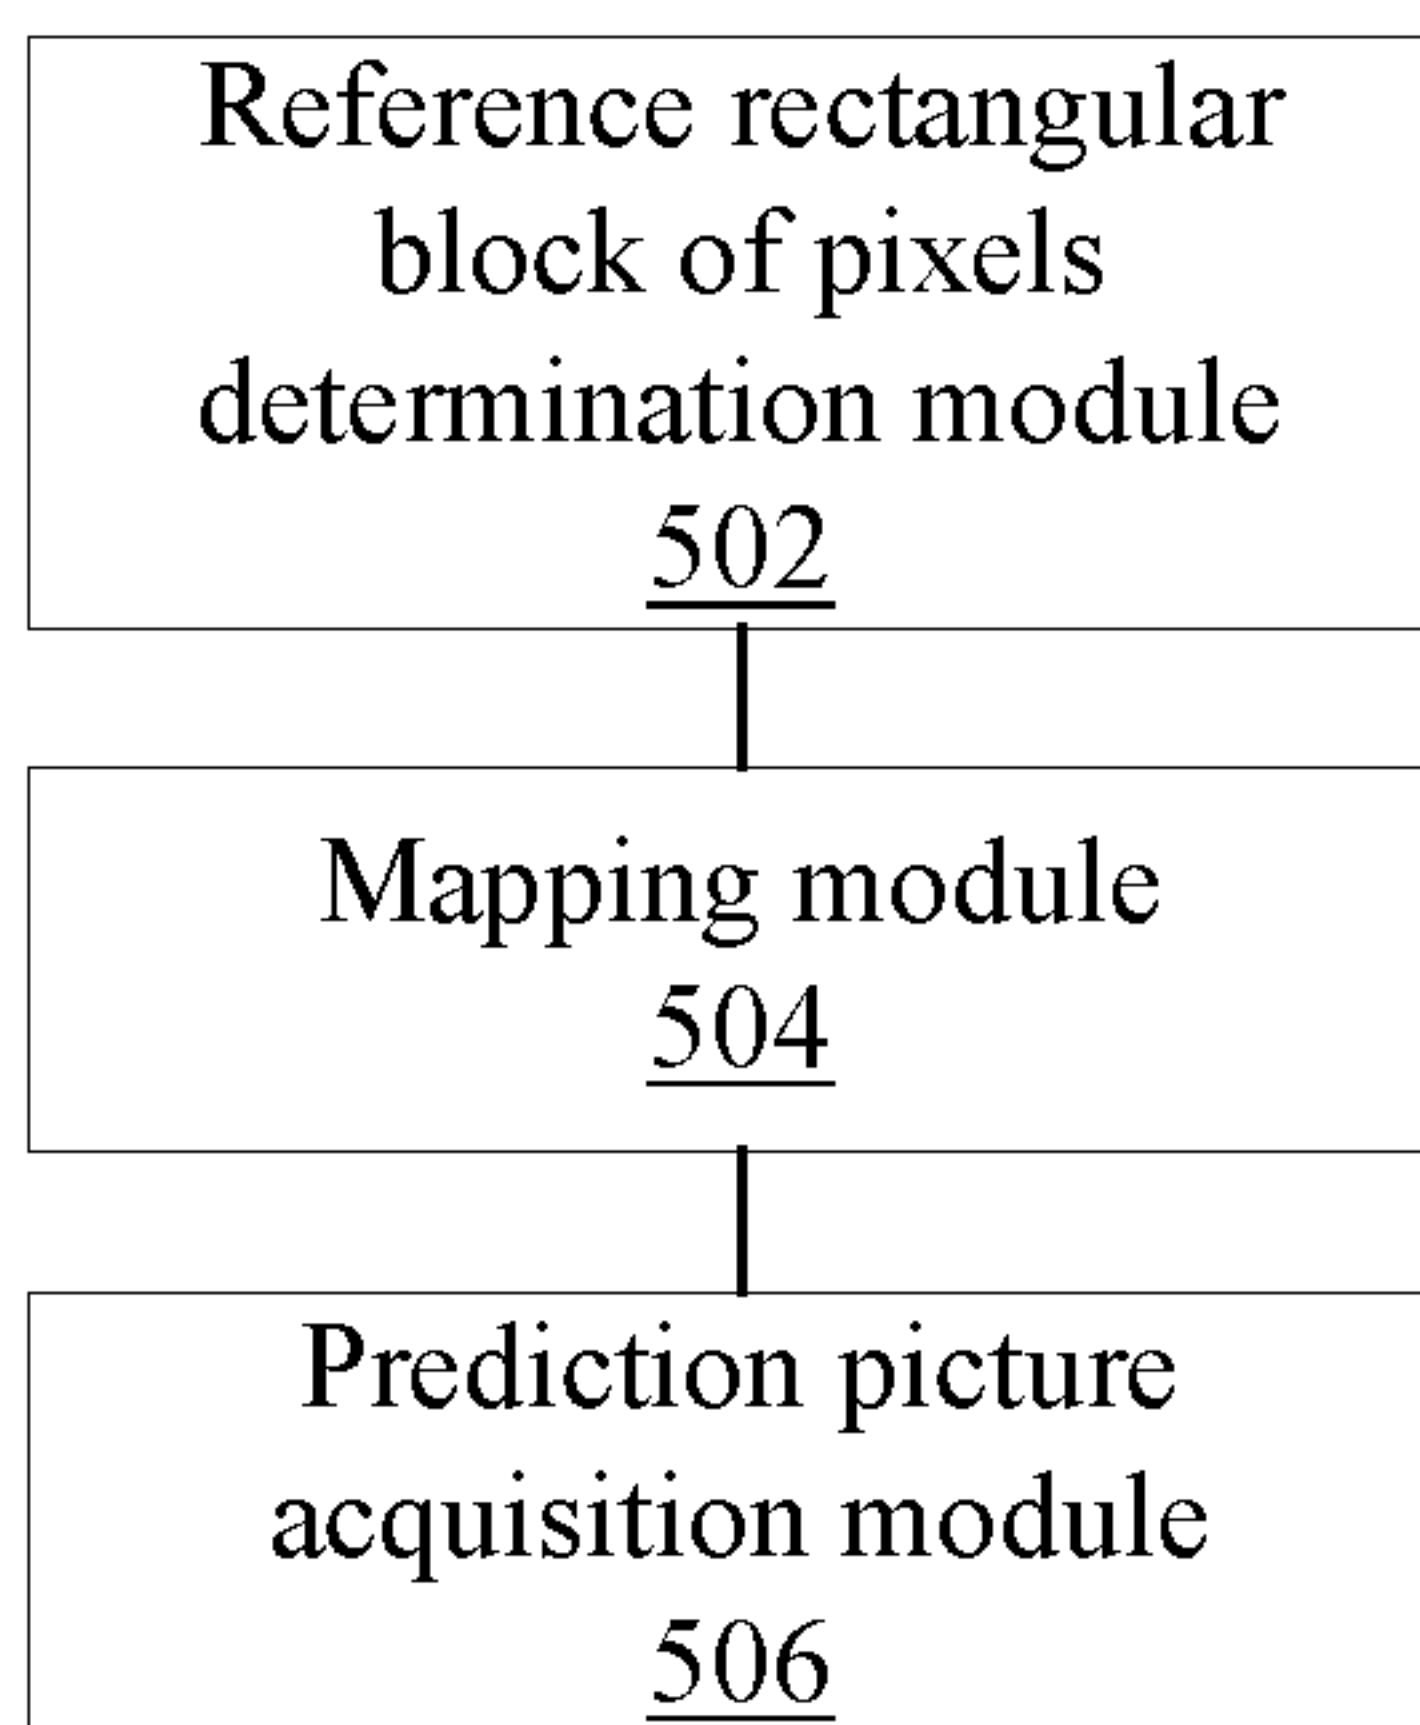 Reference rectangular
block of pixels
determination module
502
Mapping module
504
Prediction picture
acquisition module
506